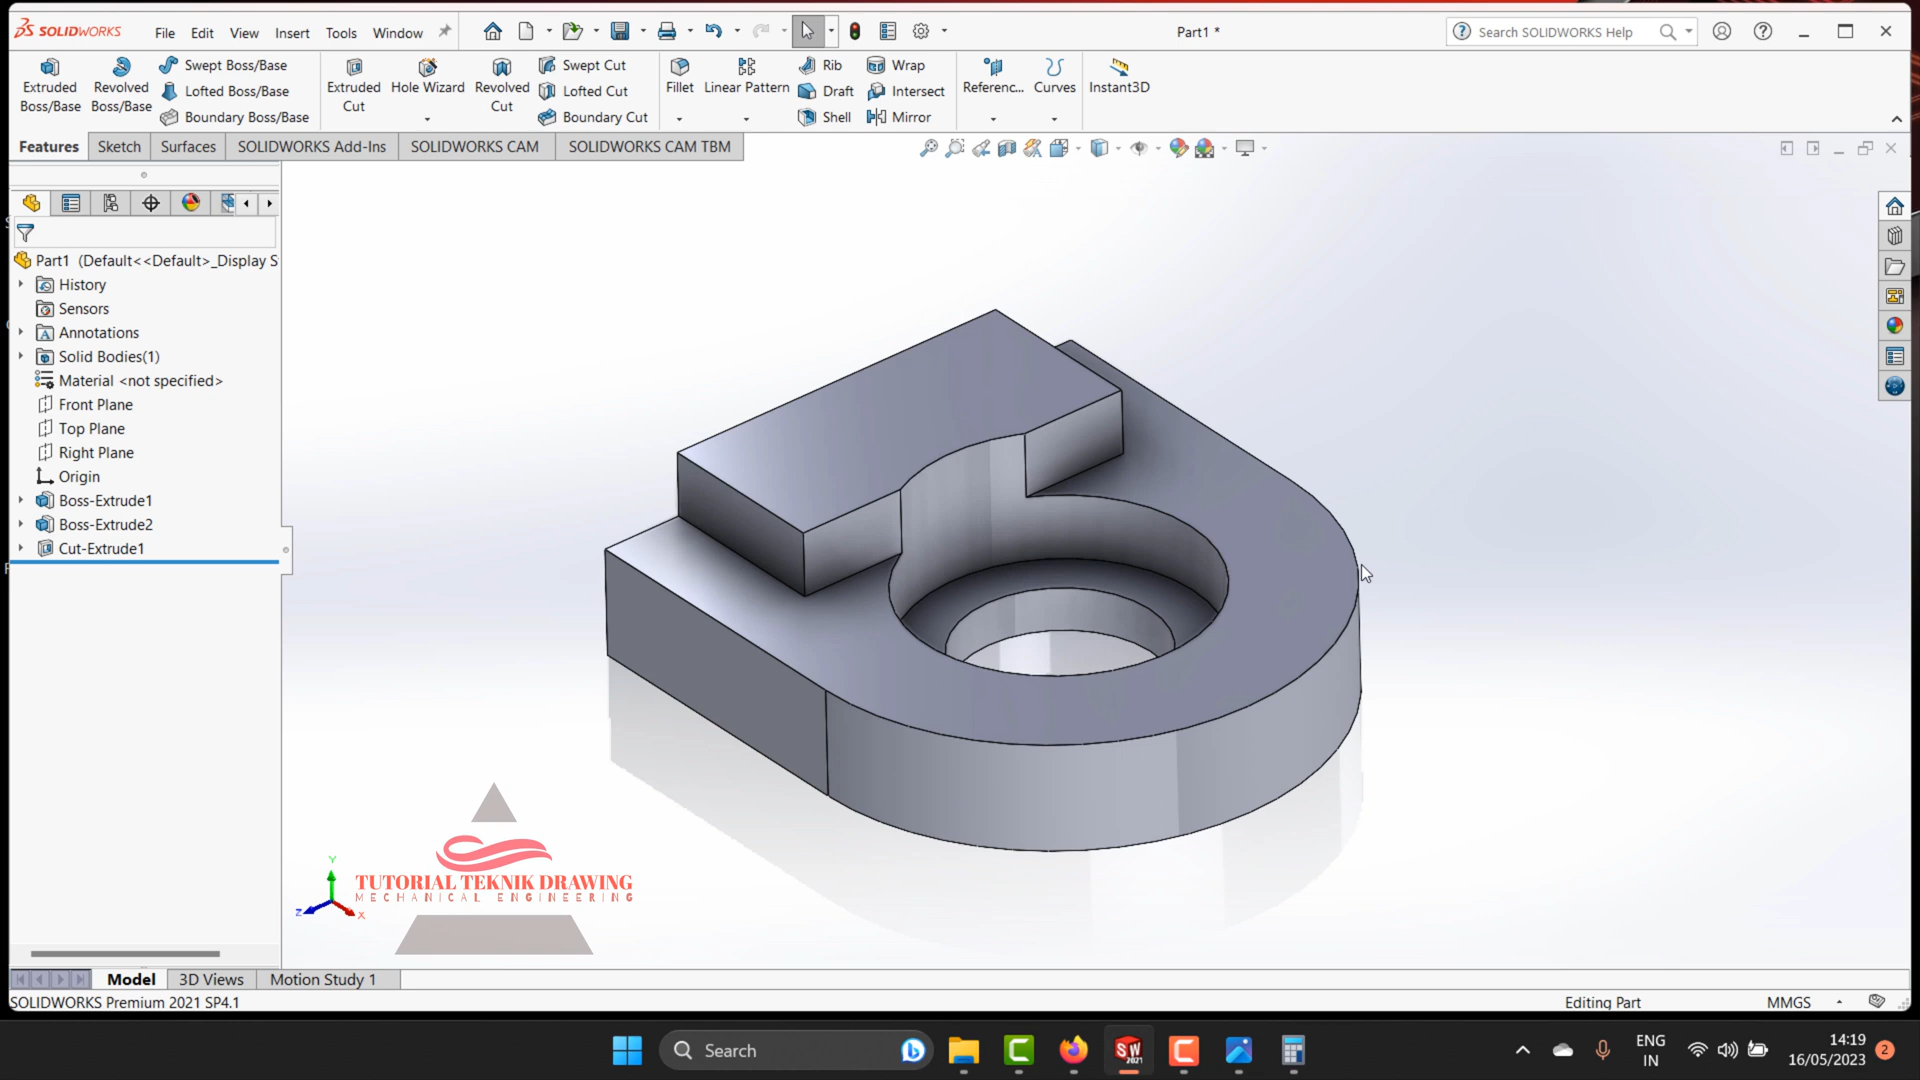 SOLIDWORKS
File Edit View Insert Tools Window
Part1 *
Search SOLIDWORKS Help
Extruded Boss/Base
Revolved Boss/Base
Swept Boss/Base
Lofted Boss/Base
Boundary Boss/Base
Extruded Cut
Hole Wizard
Revolved Cut
Swept Cut
Lofted Cut
Boundary Cut
Fillet
Linear Pattern
Rib
Draft
Shell
Wrap
Intersect
Mirror
Referenc...
Curves
Instant3D
Features Sketch Surfaces SOLIDWORKS Add-Ins SOLIDWORKS CAM SOLIDWORKS CAM TBM
Part1 (Default<<Default>_Display S
History
Sensors
Annotations
Solid Bodies(1)
Material <not specified>
Front Plane
Top Plane
Right Plane
Origin
Boss-Extrude1
Boss-Extrude2
Cut-Extrude1
Y
Z
X
TUTORIAL TEKNIK DRAWING
MECHANICAL ENGINEERING
Model 3D Views Motion Study 1
SOLIDWORKS Premium 2021 SP4.1
Editing Part
MMGS
Search
SW
2021
ENG
IN
14:19
16/05/2023
2